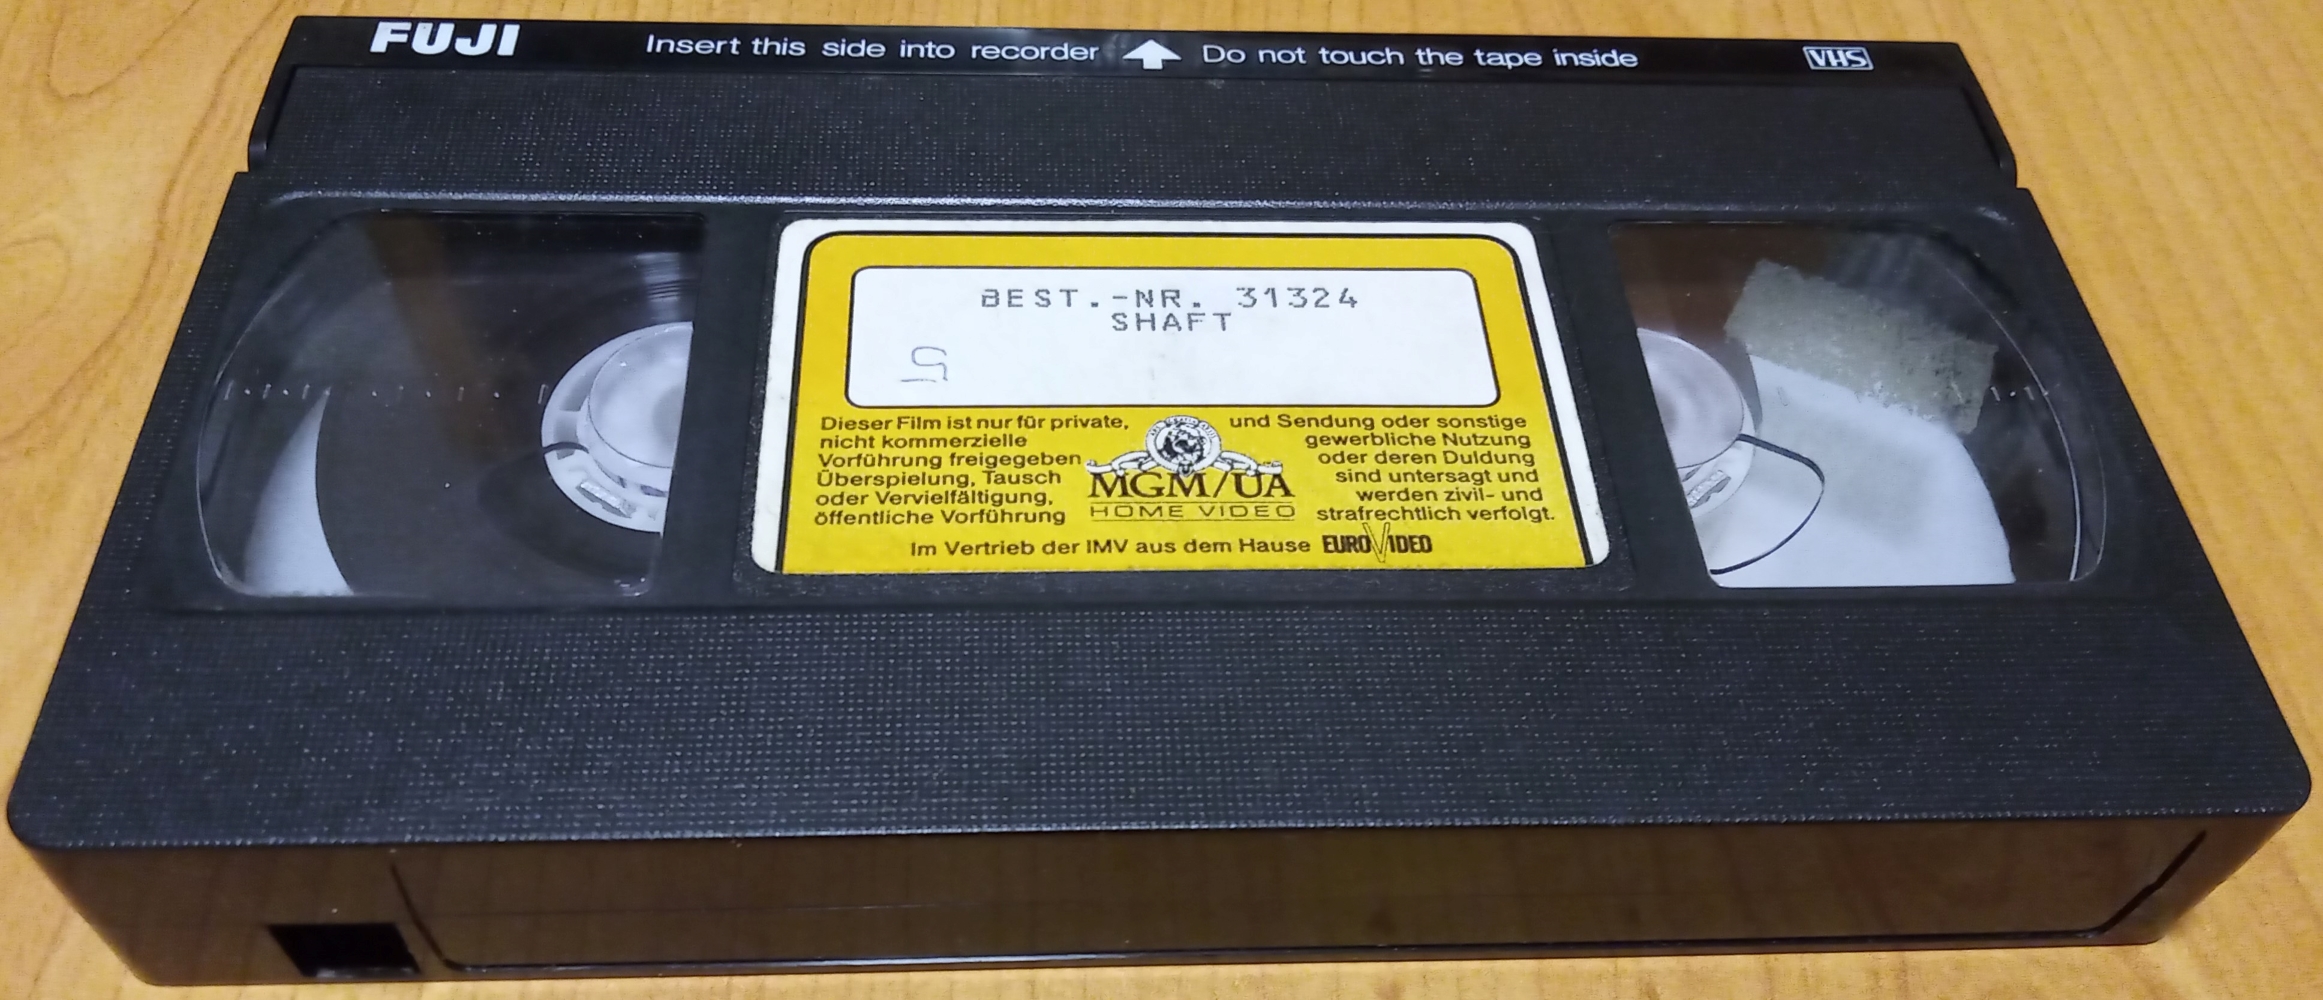 FUJI Insert this side into recorder Do not touch the tape inside VHS
BEST.-NR. 31324
SHAFT
5
Dieser Film ist nur für private,
nicht kommerzielle
Vorführung freigegeben
Überspielung, Tausch
oder Vervielfältigung,
öffentliche Vorführung
MGM/UA
HOME VIDEO
und Sendung oder sonstige
gewerbliche Nutzung
oder deren Duldung
sind untersagt und
werden zivil- und
strafrechtlich verfolgt.
Im Vertrieb der IMV aus dem Hause EURO VIDEO